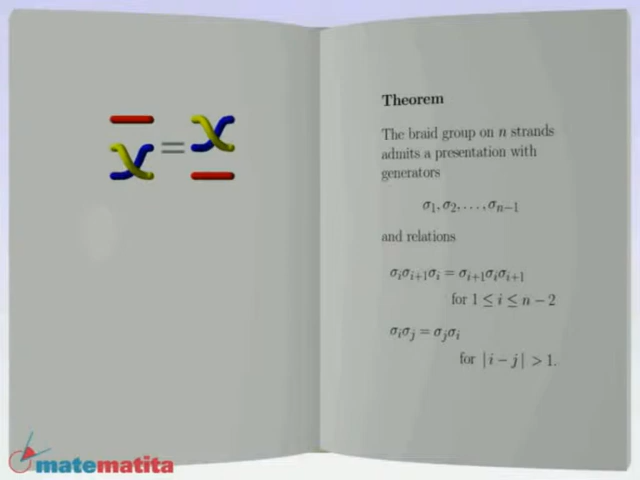 =
Theorem
The braid group on n strands
admits a presentation with
generators
σ₁, σ₂, . . . , σₙ₋₁
and relations
σᵢσᵢ₊₁σᵢ = σᵢ₊₁σᵢσᵢ₊₁
for 1 ≤ i ≤ n − 2
σᵢσⱼ = σⱼσᵢ
for |i − j| > 1.
matematita